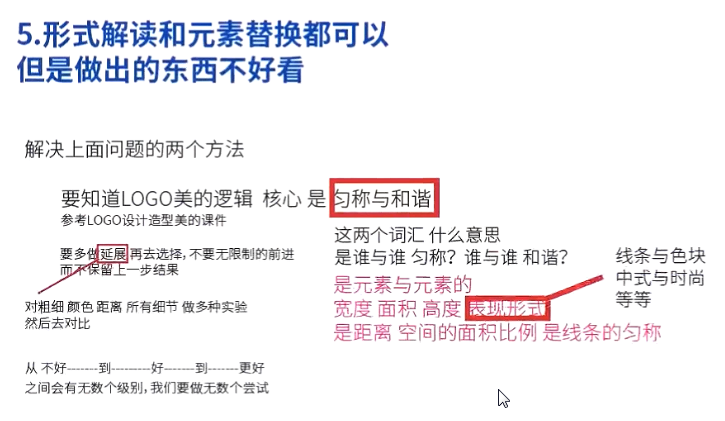 5.形式解读和元素替换都可以
但是做出的东西不好看
解决上面问题的两个方法
要知道LOGO美的逻辑 核心 是 匀称与和谐
参考LOGO设计造型美的课件
这两个词汇 什么意思
是谁与谁 匀称？谁与谁 和谐？
是元素与元素的
宽度 面积 高度 表现形式
是距离 空间的面积比例 是线条的匀称
线条与色块
中式与时尚
等等
要多做延展 再去选择, 不要无限制的前进
而不保留上一步结果
对粗细 颜色 距离 所有细节 做多种实验
然后去对比
从 不好-------到---------好-------到-------更好
之间会有无数个级别, 我们要做无数个尝试